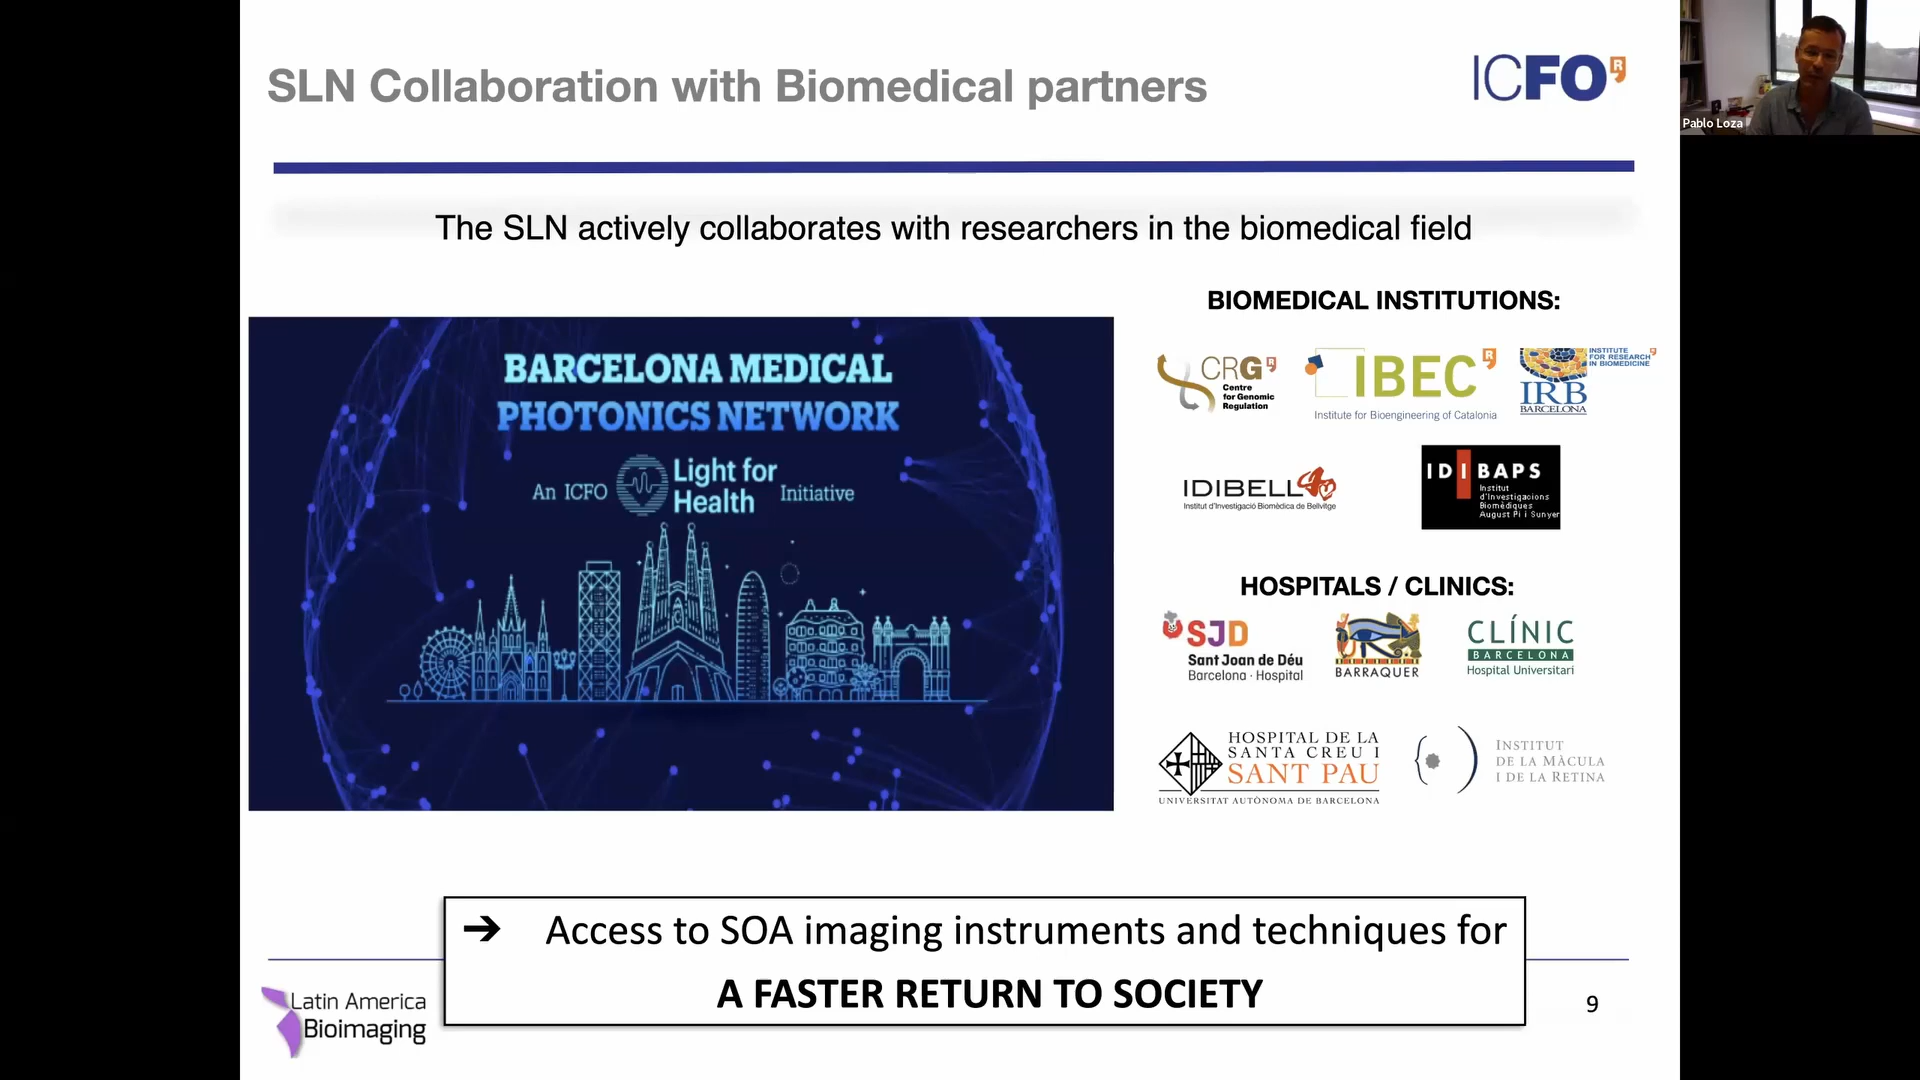 SLN Collaboration with Biomedical partners
ICFO R
Pablo Loza
The SLN actively collaborates with researchers in the biomedical field
BARCELONA MEDICAL
PHOTONICS NETWORK
An ICFO
Light for
Health
Initiative
BIOMEDICAL INSTITUTIONS:
CRG R
Centre
for Genomic
Regulation
IBEC R
Institute for Bioengineering of Catalonia
INSTITUTE
FOR RESEARCH
IN BIOMEDICINE
IRB
BARCELONA
IDIBELL
Institut d'Investigació Biomèdica de Bellvitge
IDIBAPS
Institut
d'Investigacions
Biomèdiques
August Pi i Sunyer
HOSPITALS / CLINICS:
SJD
Sant Joan de Déu
Barcelona · Hospital
BARRAQUER
CLÍNIC
BARCELONA
Hospital Universitari
HOSPITAL DE LA
SANTA CREU I
SANT PAU
UNIVERSITAT AUTÒNOMA DE BARCELONA
INSTITUT
DE LA MÀCULA
I DE LA RETINA
➔ Access to SOA imaging instruments and techniques for
A FASTER RETURN TO SOCIETY
Latin America
Bioimaging
9